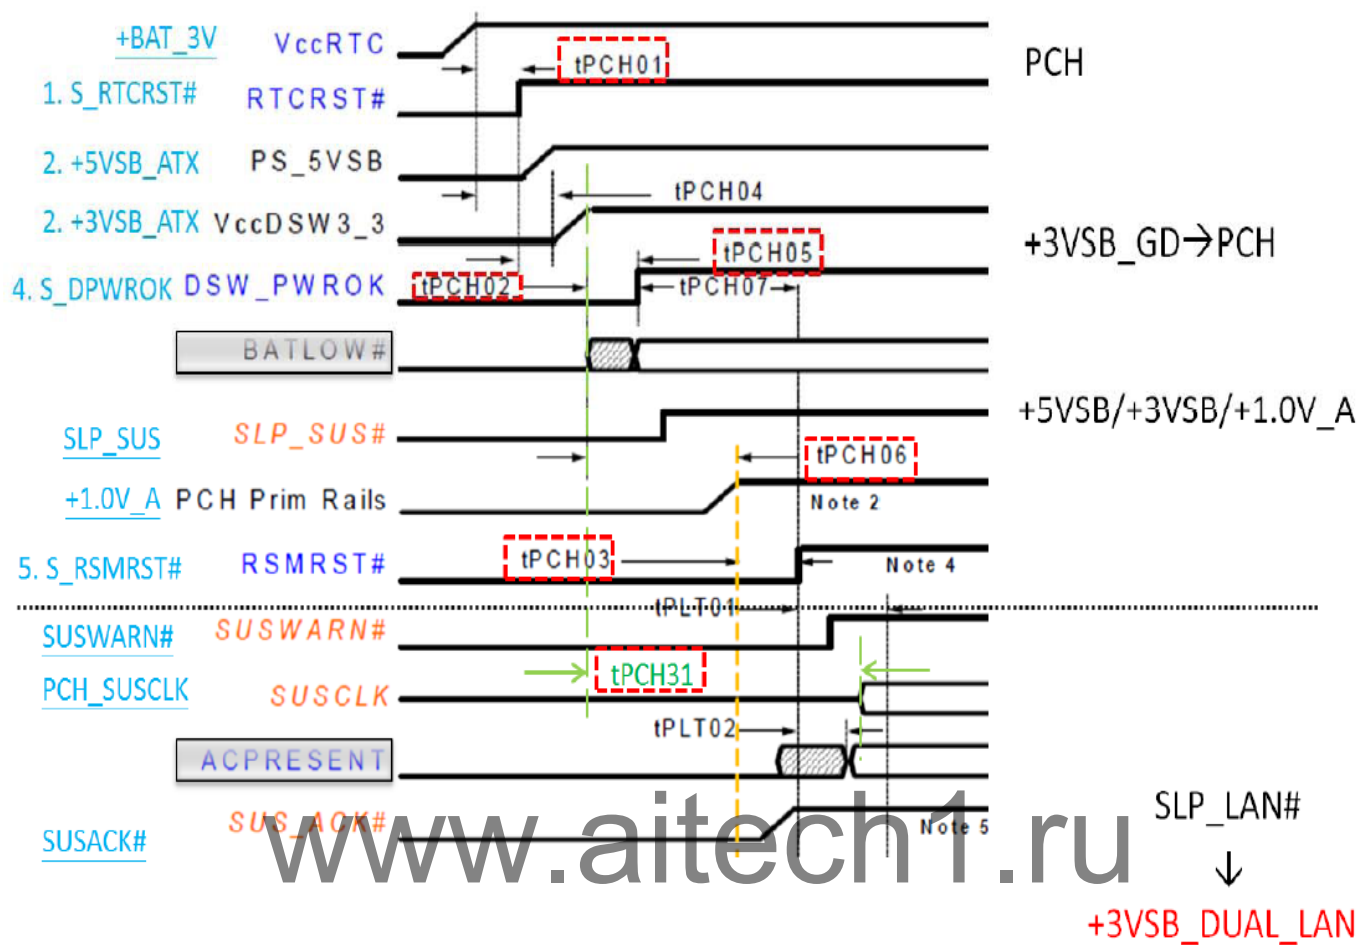 +BAT_3V VccRTC tPCH01 PCH
1. S_RTCRST# RTCRST#
2. +5VSB_ATX PS_5VSB
tPCH04
2. +3VSB_ATX VccDSW3_3
tPCH05 +3VSB_GD→PCH
4. S_DPWROK DSW_PWROK tPCH02 tPCH07
BATLOW#
+5VSB/+3VSB/+1.0V_A
SLP_SUS SLP_SUS#
tPCH06
+1.0V_A PCH Prim Rails Note 2
5. S_RSMRST# RSMRST# tPCH03 Note 4
tPLT01
SUSWARN# SUSWARN#
tPCH31
PCH_SUSCLK SUSCLK
tPLT02
ACPRESENT
SLP_LAN#
SUSACK# SUS_ACK# Note 5
www.aitech1.ru
↓
+3VSB_DUAL_LAN